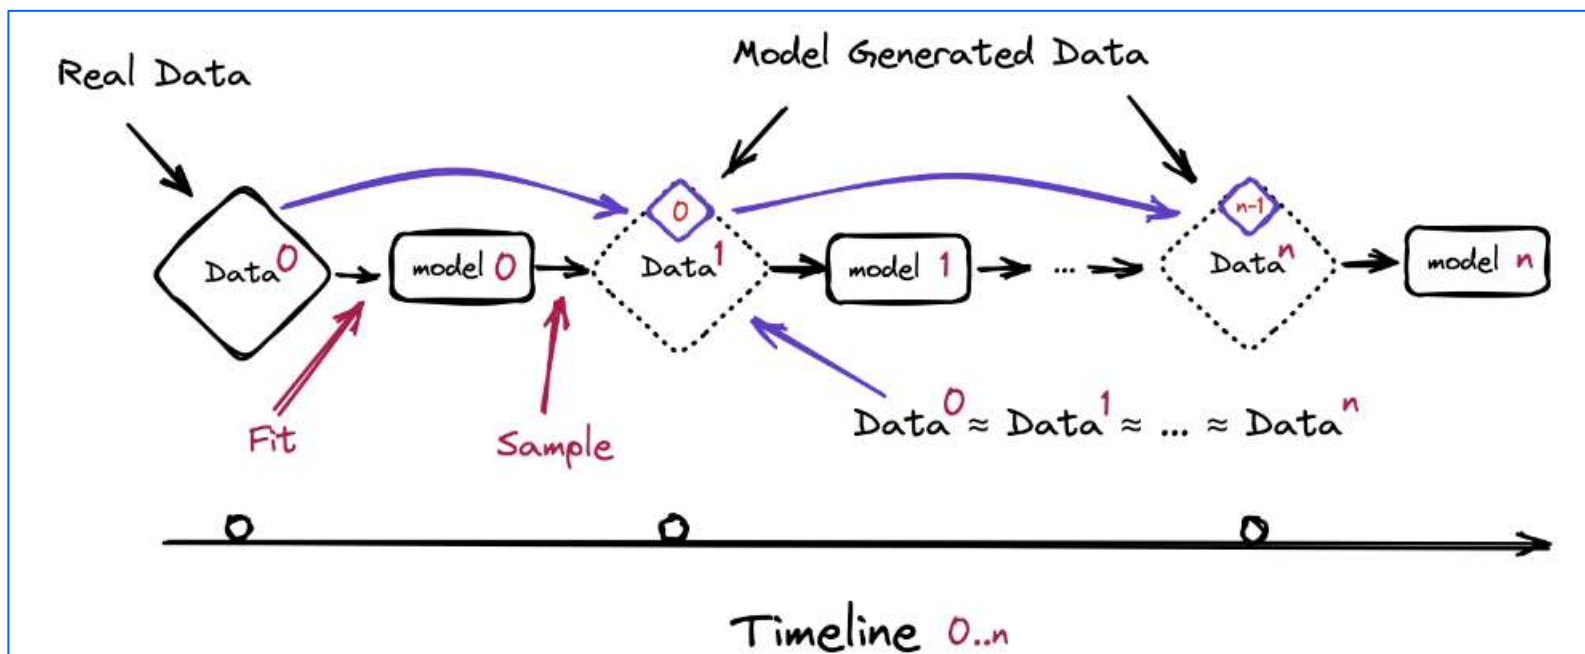 Real Data
Model Generated Data
0
n-1
Data⁰
model 0
Data¹
model 1
...
Dataⁿ
model n
Fit
Sample
Data⁰ ≈ Data¹ ≈ ... ≈ Dataⁿ
Timeline 0..n